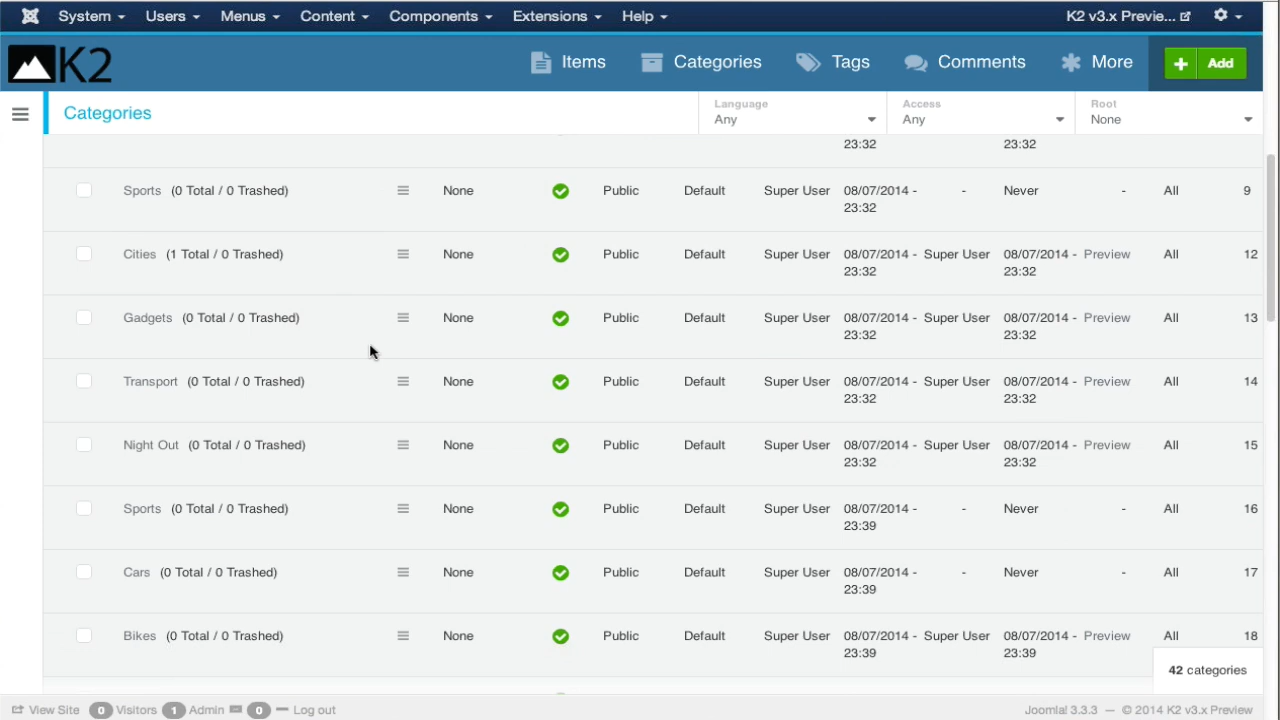 System Users Menus Content Components Extensions Help K2 v3.x Previe...
K2 Items Categories Tags Comments More Add
Categories Language Any Access Any Root None
23:32 23:32
Sports (0 Total / 0 Trashed) None Public Default Super User 08/07/2014 - 23:32 - Never - All 9
Cities (1 Total / 0 Trashed) None Public Default Super User 08/07/2014 - 23:32 Super User 08/07/2014 - 23:32 Preview All 12
Gadgets (0 Total / 0 Trashed) None Public Default Super User 08/07/2014 - 23:32 Super User 08/07/2014 - 23:32 Preview All 13
Transport (0 Total / 0 Trashed) None Public Default Super User 08/07/2014 - 23:32 Super User 08/07/2014 - 23:32 Preview All 14
Night Out (0 Total / 0 Trashed) None Public Default Super User 08/07/2014 - 23:32 Super User 08/07/2014 - 23:32 Preview All 15
Sports (0 Total / 0 Trashed) None Public Default Super User 08/07/2014 - 23:39 - Never - All 16
Cars (0 Total / 0 Trashed) None Public Default Super User 08/07/2014 - 23:39 - Never - All 17
Bikes (0 Total / 0 Trashed) None Public Default Super User 08/07/2014 - 23:39 Super User 08/07/2014 - 23:39 Preview All 18
42 categories
View Site 0 Visitors 1 Admin 0 Log out Joomla! 3.3.3 — © 2014 K2 v3.x Preview